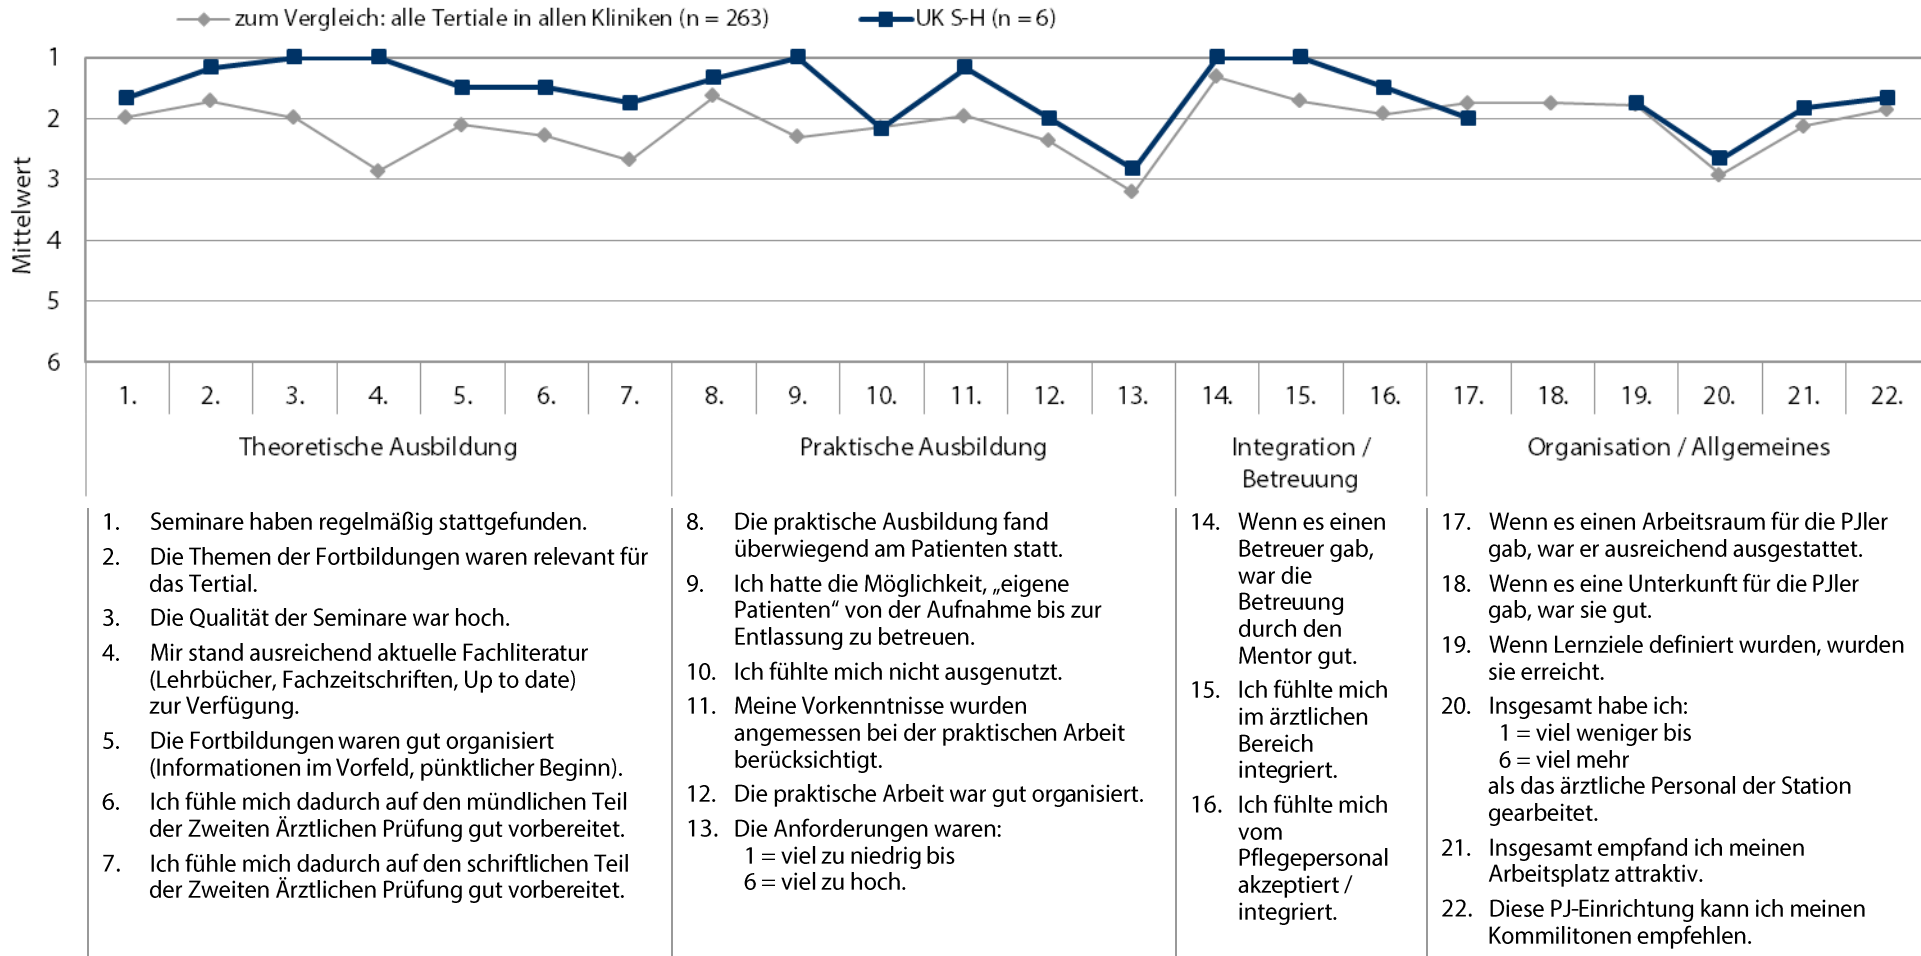 zum Vergleich: alle Tertiale in allen Kliniken (n = 263)
UK S-H (n = 6)
Mittelwert
1
2
3
4
5
6
1. 2. 3. 4. 5. 6. 7. 8. 9. 10. 11. 12. 13. 14. 15. 16. 17. 18. 19. 20. 21. 22.
Theoretische Ausbildung
Praktische Ausbildung
Integration /
Betreuung
Organisation / Allgemeines
1. Seminare haben regelmäßig stattgefunden.
2. Die Themen der Fortbildungen waren relevant für
das Tertial.
3. Die Qualität der Seminare war hoch.
4. Mir stand ausreichend aktuelle Fachliteratur
(Lehrbücher, Fachzeitschriften, Up to date)
zur Verfügung.
5. Die Fortbildungen waren gut organisiert
(Informationen im Vorfeld, pünktlicher Beginn).
6. Ich fühle mich dadurch auf den mündlichen Teil
der Zweiten Ärztlichen Prüfung gut vorbereitet.
7. Ich fühle mich dadurch auf den schriftlichen Teil
der Zweiten Ärztlichen Prüfung gut vorbereitet.
8. Die praktische Ausbildung fand
überwiegend am Patienten statt.
9. Ich hatte die Möglichkeit, „eigene
Patienten“ von der Aufnahme bis zur
Entlassung zu betreuen.
10. Ich fühlte mich nicht ausgenutzt.
11. Meine Vorkenntnisse wurden
angemessen bei der praktischen Arbeit
berücksichtigt.
12. Die praktische Arbeit war gut organisiert.
13. Die Anforderungen waren:
1 = viel zu niedrig bis
6 = viel zu hoch.
14. Wenn es einen
Betreuer gab,
war die
Betreuung
durch den
Mentor gut.
15. Ich fühlte mich
im ärztlichen
Bereich
integriert.
16. Ich fühlte mich
vom
Pflegepersonal
akzeptiert /
integriert.
17. Wenn es einen Arbeitsraum für die PJler
gab, war er ausreichend ausgestattet.
18. Wenn es eine Unterkunft für die PJler
gab, war sie gut.
19. Wenn Lernziele definiert wurden, wurden
sie erreicht.
20. Insgesamt habe ich:
1 = viel weniger bis
6 = viel mehr
als das ärztliche Personal der Station
gearbeitet.
21. Insgesamt empfand ich meinen
Arbeitsplatz attraktiv.
22. Diese PJ-Einrichtung kann ich meinen
Kommilitonen empfehlen.